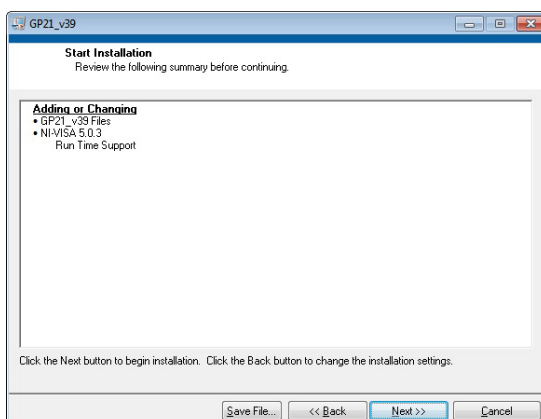 GP21_v39
Start Installation
Review the following summary before continuing.
Adding or Changing
• GP21_v39 Files
• NI-VISA 5.0.3
Run Time Support
Click the Next button to begin installation. Click the Back button to change the installation settings.
Save File... << Back Next >> Cancel